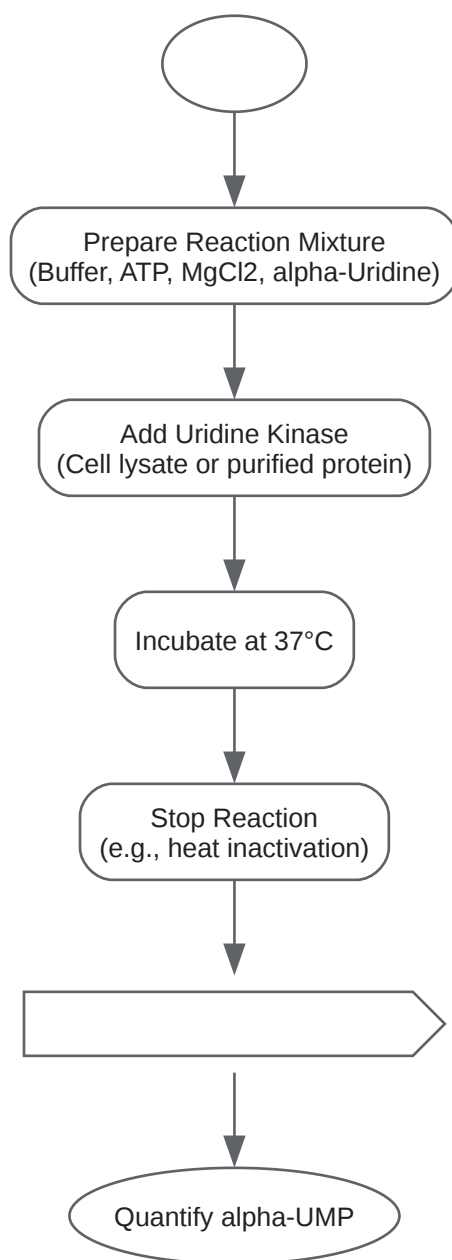 Prepare Reaction Mixture
(Buffer, ATP, MgCl2, alpha-Uridine)
Add Uridine Kinase
(Cell lysate or purified protein)
Incubate at 37°C
Stop Reaction
(e.g., heat inactivation)
Quantify alpha-UMP